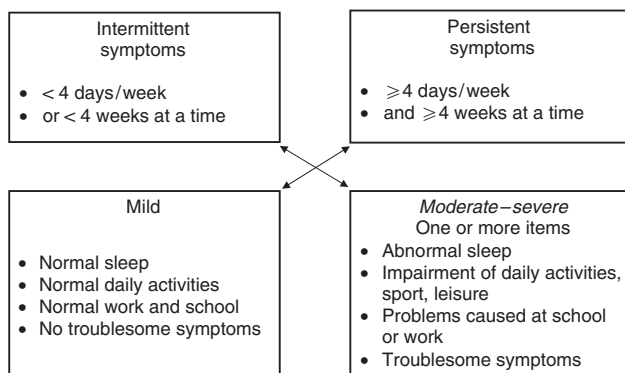 Intermittent
symptoms
• < 4 days/week
• or < 4 weeks at a time
Persistent
symptoms
• ⩾4 days/week
• and ⩾4 weeks at a time
Mild
• Normal sleep
• Normal daily activities
• Normal work and school
• No troublesome symptoms
Moderate–severe
One or more items
• Abnormal sleep
• Impairment of daily activities,
sport, leisure
• Problems caused at school
or work
• Troublesome symptoms